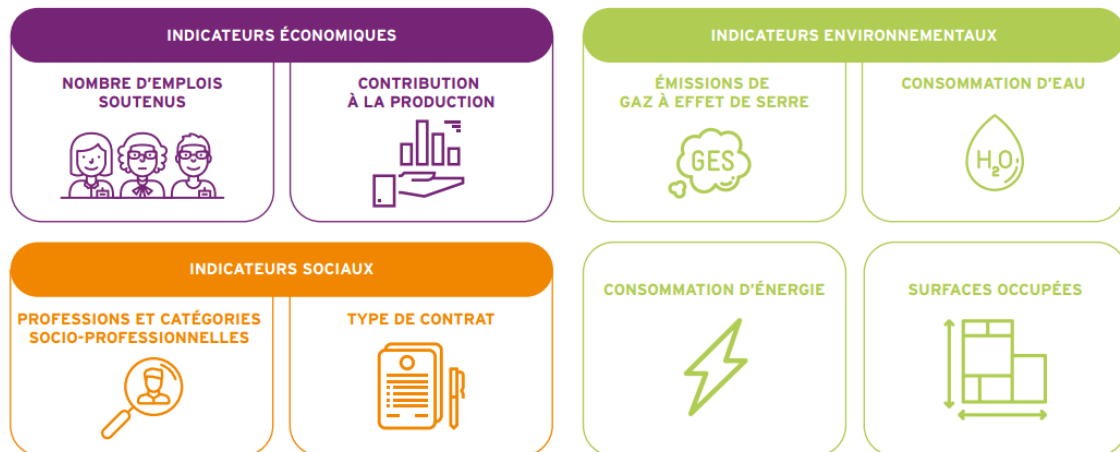 INDICATEURS ÉCONOMIQUES
NOMBRE D'EMPLOIS
SOUTENUS
CONTRIBUTION
À LA PRODUCTION
INDICATEURS ENVIRONNEMENTAUX
ÉMISSIONS DE
GAZ À EFFET DE SERRE
GES
CONSOMMATION D'EAU
H₂O
INDICATEURS SOCIAUX
PROFESSIONS ET CATÉGORIES
SOCIO-PROFESSIONNELLES
TYPE DE CONTRAT
CONSOMMATION D'ÉNERGIE
SURFACES OCCUPÉES